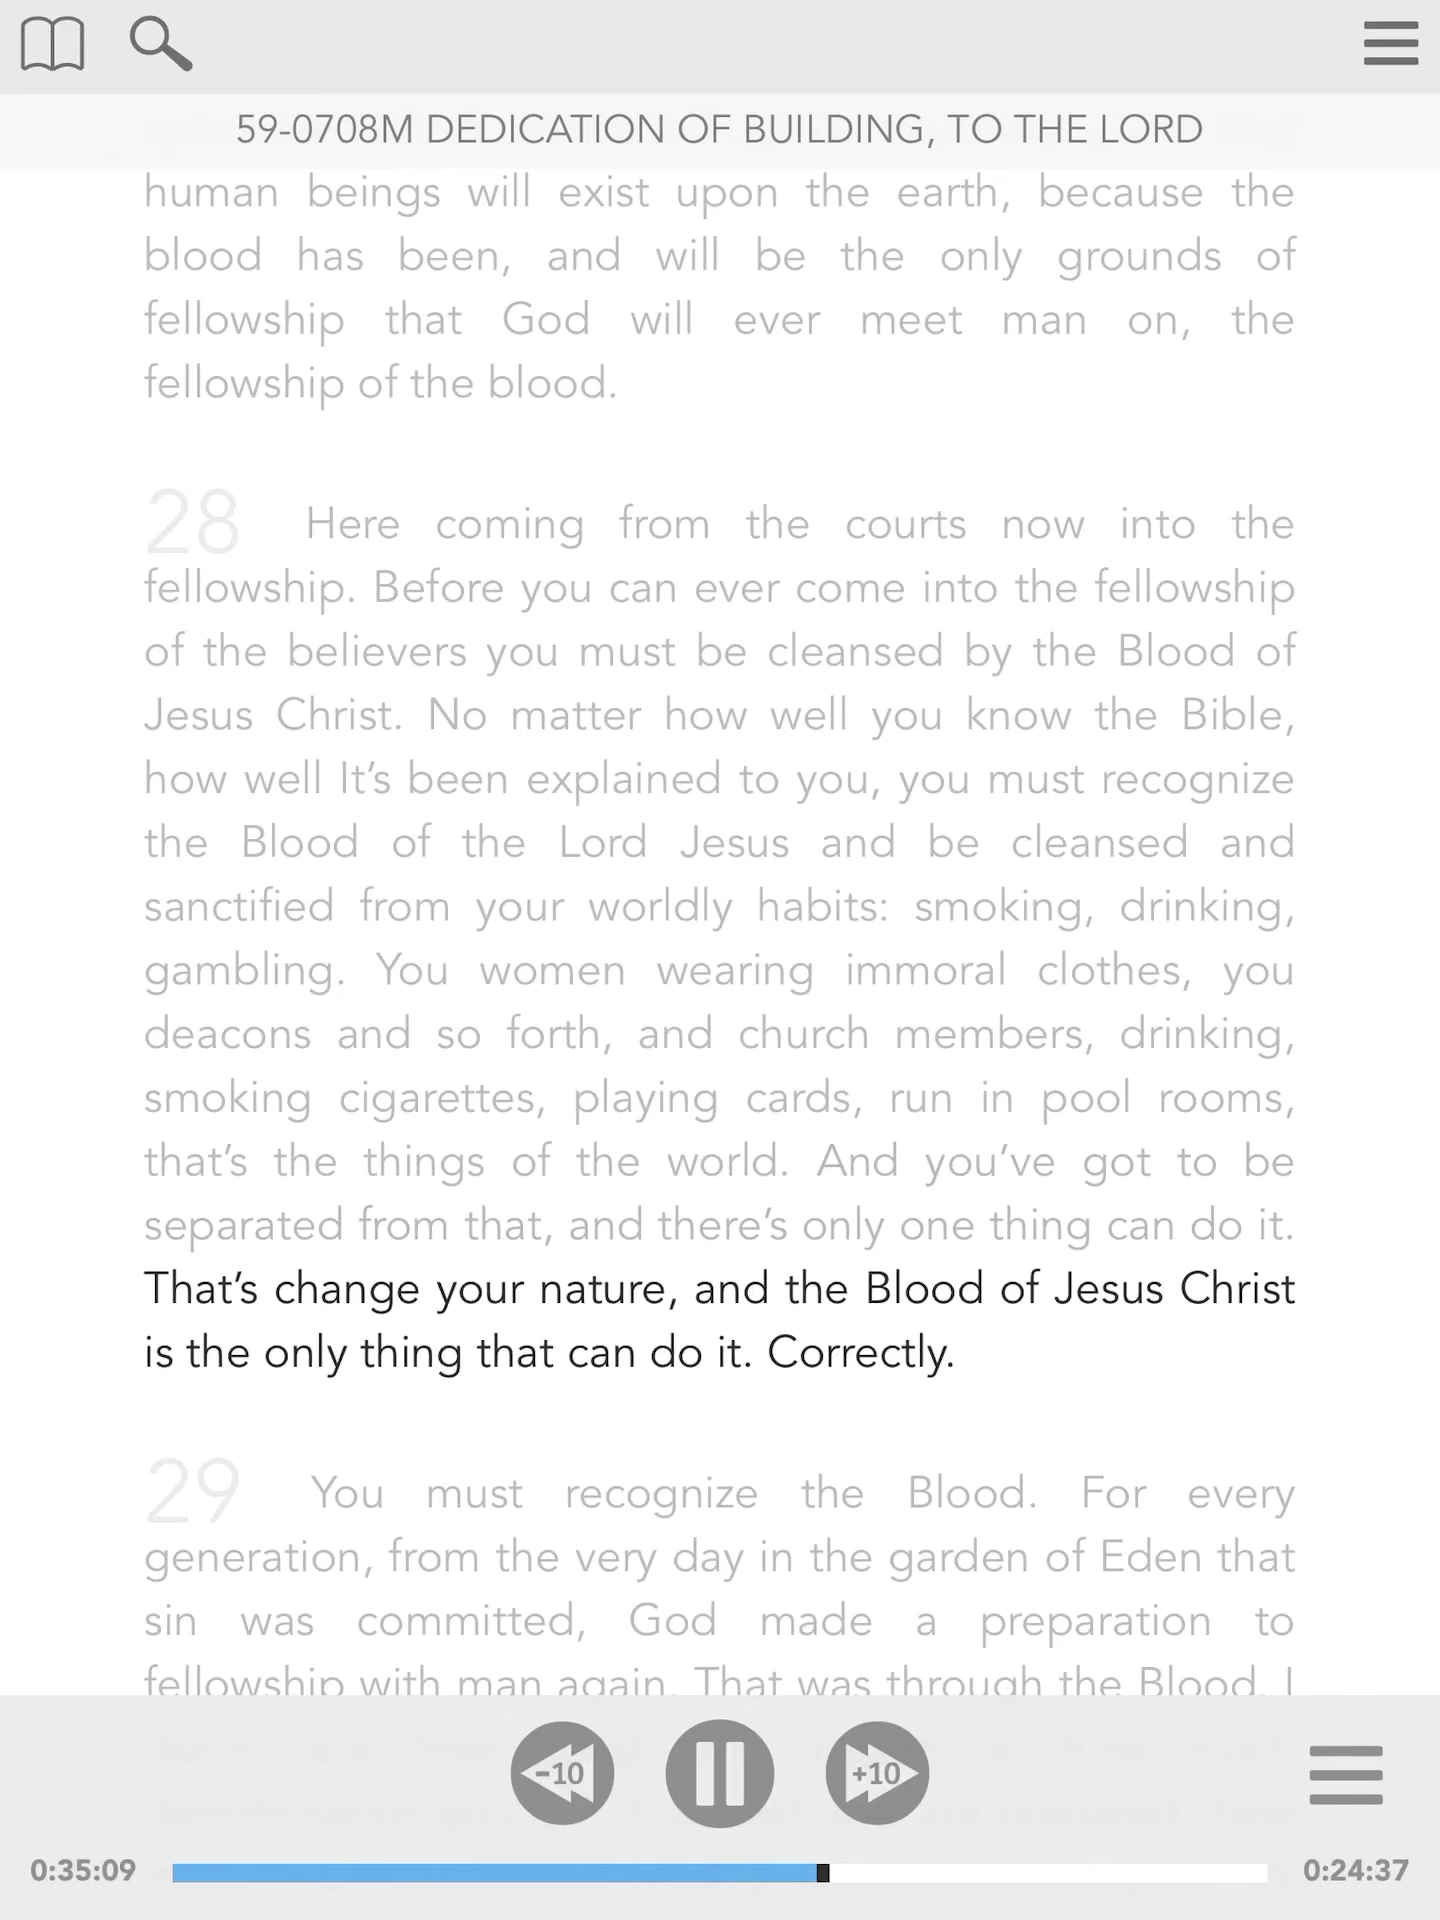 59-0708M DEDICATION OF BUILDING, TO THE LORD
human beings will exist upon the earth, because the
blood has been, and will be the only grounds of
fellowship that God will ever meet man on, the
fellowship of the blood.
28 Here coming from the courts now into the
fellowship. Before you can ever come into the fellowship
of the believers you must be cleansed by the Blood of
Jesus Christ. No matter how well you know the Bible,
how well It’s been explained to you, you must recognize
the Blood of the Lord Jesus and be cleansed and
sanctified from your worldly habits: smoking, drinking,
gambling. You women wearing immoral clothes, you
deacons and so forth, and church members, drinking,
smoking cigarettes, playing cards, run in pool rooms,
that’s the things of the world. And you’ve got to be
separated from that, and there’s only one thing can do it.
That’s change your nature, and the Blood of Jesus Christ
is the only thing that can do it. Correctly.
29 You must recognize the Blood. For every
generation, from the very day in the garden of Eden that
sin was committed, God made a preparation to
fellowship with man again. That was through the Blood. I
-10 +10
0:35:09 0:24:37